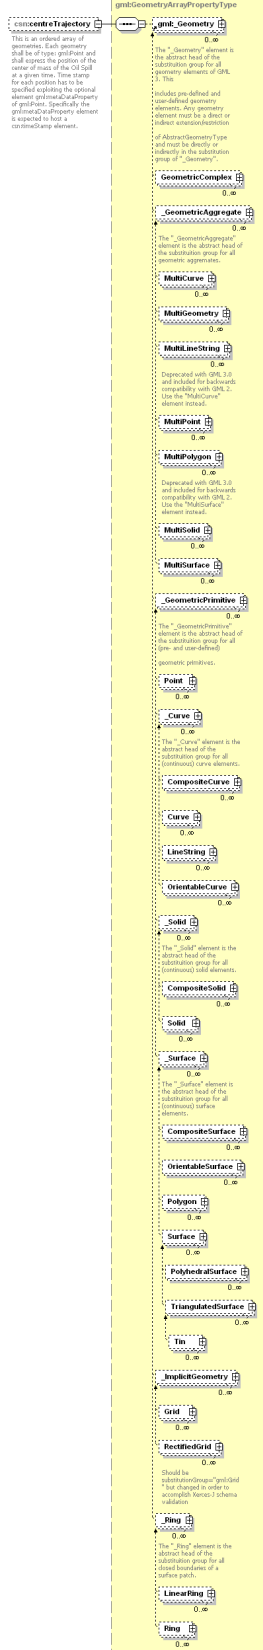 gml:GeometryArrayPropertyType
csn:centreTrajectory
This is an ordered array of
geometries. Each geometry
shall be of type: gml:Point and
shall express the position of the
center of mass of the Oil Spill
at a given time. Time stamp
for each position has to be
specified exploiting the optional
element gml:metaDataProperty
of gml:Point. Specifically the
gml:metaDataProperty element
is expected to host a
csn:timeStamp element.
gml:_Geometry
0..∞
The "_Geometry" element is
the abstract head of the
substituition group for all
geometry elements of GML
3. This
includes pre-defined and
user-defined geometry
elements. Any geometry
element must be a direct or
indirect extension/restriction
of AbstractGeometryType
and must be directly or
indirectly in the substitution
group of "_Geometry".
GeometricComplex
0..∞
_GeometricAggregate
0..∞
The "_GeometricAggregate"
element is the abstract head of
the substituition group for all
geometric aggremates.
MultiCurve
0..∞
MultiGeometry
0..∞
MultiLineString
0..∞
Deprecated with GML 3.0
and included for backwards
compatibility with GML 2.
Use the "MultiCurve"
element instead.
MultiPoint
0..∞
MultiPolygon
0..∞
Deprecated with GML 3.0
and included for backwards
compatibility with GML 2.
Use the "MultiSurface"
element instead.
MultiSolid
0..∞
MultiSurface
0..∞
_GeometricPrimitive
0..∞
The "_GeometricPrimitive"
element is the abstract head of
the substituition group for all
(pre- and user-defined)
geometric primitives.
Point
0..∞
_Curve
0..∞
The "_Curve" element is the
abstract head of the
substituition group for all
(continuous) curve elements.
CompositeCurve
0..∞
Curve
0..∞
LineString
0..∞
OrientableCurve
0..∞
_Solid
0..∞
The "_Solid" element is the
abstract head of the
substituition group for all
(continuous) solid elements.
CompositeSolid
0..∞
Solid
0..∞
_Surface
0..∞
The "_Surface" element is
the abstract head of the
substituition group for all
(continuous) surface
elements.
CompositeSurface
0..∞
OrientableSurface
0..∞
Polygon
0..∞
Surface
0..∞
PolyhedralSurface
0..∞
TriangulatedSurface
0..∞
Tin
0..∞
_ImplicitGeometry
0..∞
Grid
0..∞
RectifiedGrid
0..∞
Should be
substitutionGroup="gml:Grid
" but changed in order to
accomplish Xerces-J schema
validation
_Ring
0..∞
The "_Ring" element is the
abstract head of the
substituition group for all
closed boundaries of a
surface patch.
LinearRing
0..∞
Ring
0..∞